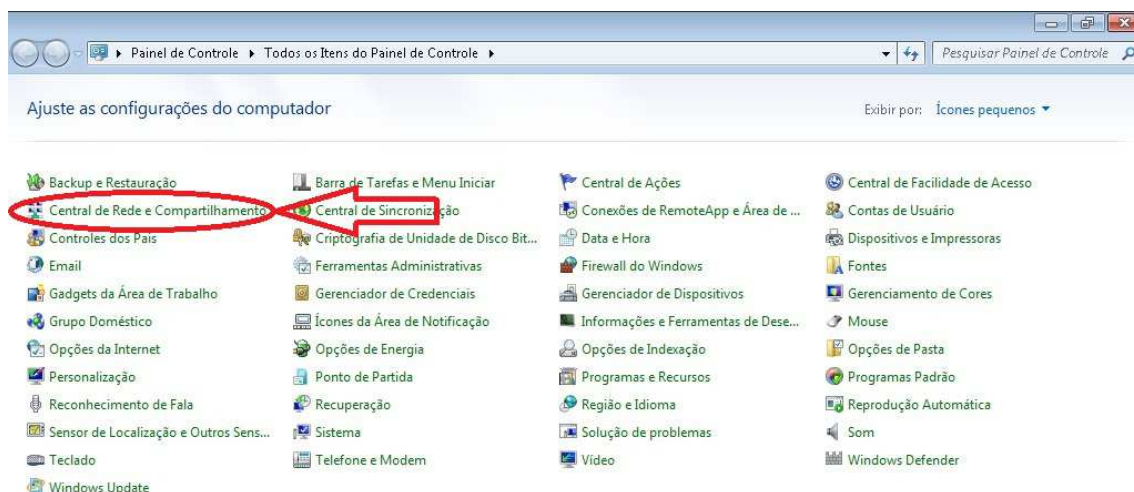 Painel de Controle ▸ Todos os Itens do Painel de Controle ▸ Pesquisar Painel de Controle
Ajuste as configurações do computador Exibir por: Ícones pequenos
Backup e Restauração Barra de Tarefas e Menu Iniciar Central de Ações Central de Facilidade de Acesso
Central de Rede e Compartilhamento Central de Sincronização Conexões de RemoteApp e Área de ... Contas de Usuário
Controles dos Pais Criptografia de Unidade de Disco Bit... Data e Hora Dispositivos e Impressoras
Email Ferramentas Administrativas Firewall do Windows Fontes
Gadgets da Área de Trabalho Gerenciador de Credenciais Gerenciador de Dispositivos Gerenciamento de Cores
Grupo Doméstico Ícones da Área de Notificação Informações e Ferramentas de Dese... Mouse
Opções da Internet Opções de Energia Opções de Indexação Opções de Pasta
Personalização Ponto de Partida Programas e Recursos Programas Padrão
Reconhecimento de Fala Recuperação Região e Idioma Reprodução Automática
Sensor de Localização e Outros Sens... Sistema Solução de problemas Som
Teclado Telefone e Modem Vídeo Windows Defender
Windows Update